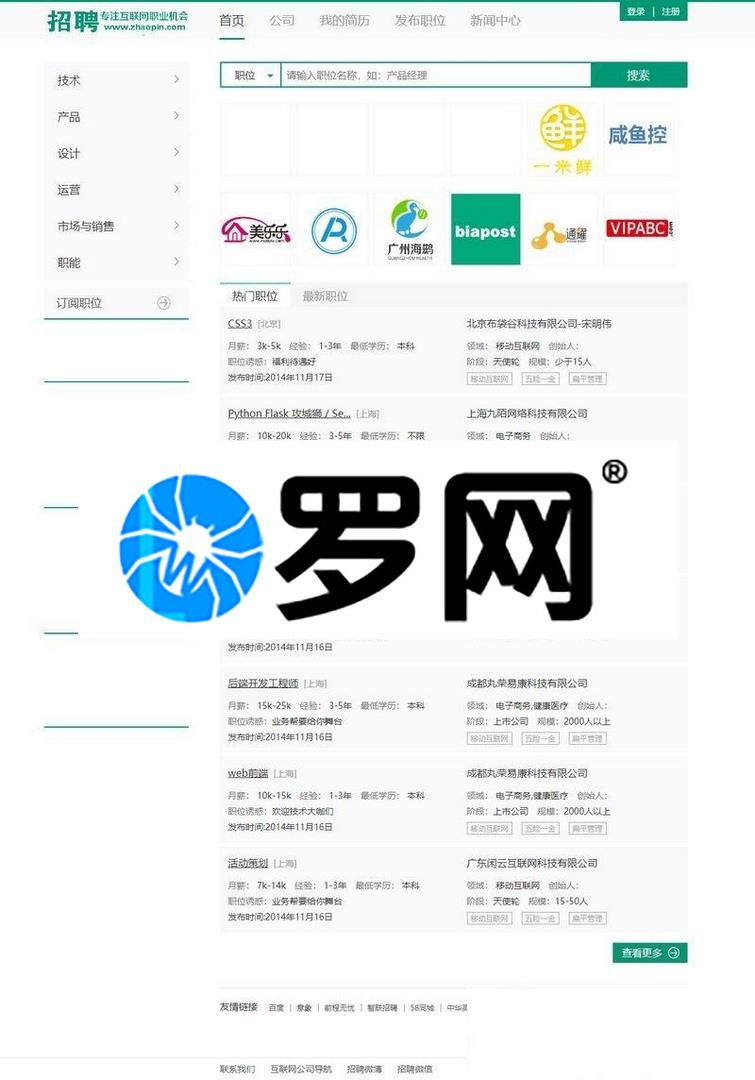 招聘 专注互联网职业机会
www.zhaopin.com
首页 公司 我的简历 发布职位 新闻中心
登录 | 注册
技术
产品
设计
运营
市场与销售
职能
订阅职位
职位 请输入职位名称,如:产品经理 搜索
一米鲜
咸鱼控
美乐乐
广州海鹚
biapost
通耀
VIPABC
热门职位 最新职位
CSS3 [北京]
月薪: 3k-5k 经验: 1-3年 最低学历: 本科
职位诱惑: 福利待遇好
发布时间:2014年11月17日
北京布袋谷科技有限公司-宋明伟
领域: 移动互联网 创始人:
阶段: 天使轮 规模: 少于15人
移动互联网 五险一金 扁平管理
Python Flask 攻城狮 / Se... [上海]
月薪: 10k-20k 经验: 3-5年 最低学历: 不限
上海九陌网络科技有限公司
领域: 电子商务 创始人:
罗网®
发布时间:2014年11月16日
后端开发工程师 [上海]
月薪: 15k-25k 经验: 3-5年 最低学历: 本科
职位诱惑: 业务帮要给你舞台
发布时间:2014年11月16日
成都丸荣易康科技有限公司
领域: 电子商务,健康医疗 创始人:
阶段: 上市公司 规模: 2000人以上
移动互联网 五险一金 扁平管理
web前端 [上海]
月薪: 10k-15k 经验: 1-3年 最低学历: 本科
职位诱惑: 欢迎技术大咖们
发布时间:2014年11月16日
成都丸荣易康科技有限公司
领域: 电子商务,健康医疗 创始人:
阶段: 上市公司 规模: 2000人以上
移动互联网 五险一金 扁平管理
活动策划 [上海]
月薪: 7k-14k 经验: 1-3年 最低学历: 本科
职位诱惑: 业务帮要给你舞台
发布时间:2014年11月16日
广东闲云互联网科技有限公司
领域: 移动互联网 创始人:
阶段: 天使轮 规模: 15-50人
移动互联网 五险一金 扁平管理
查看更多
友情链接 百度 | 意象 | 前程无忧 | 智联招聘 | 58同城 | 中华英
联系我们 互联网公司导航 招聘微博 招聘微信